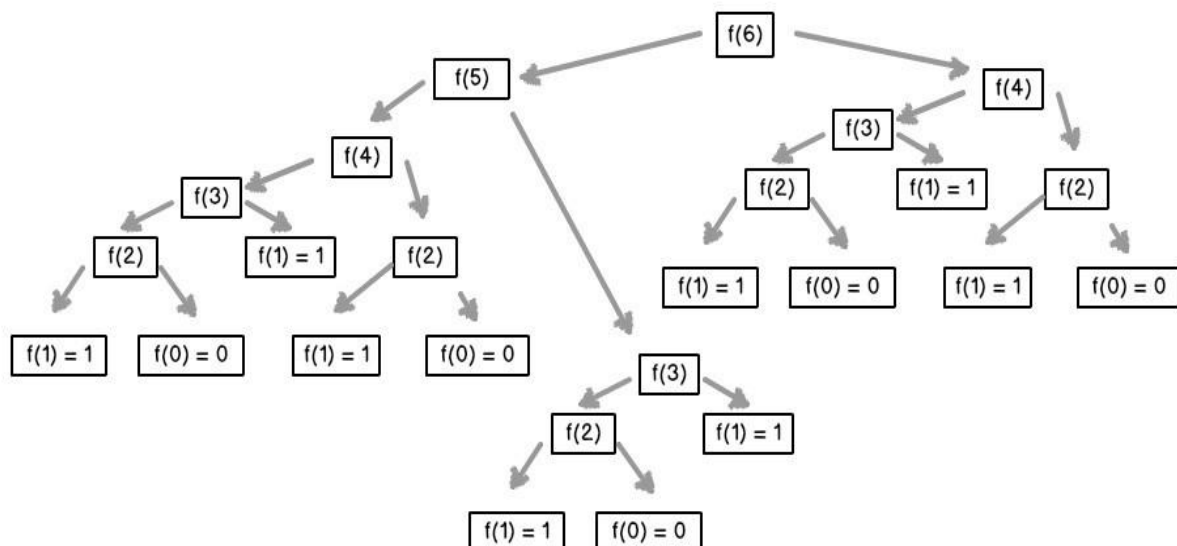 f(6)
f(5)
f(4)
f(3)
f(4)
f(3)
f(2)
f(1) = 1
f(2)
f(2)
f(1) = 1
f(2)
f(1) = 1
f(0) = 0
f(1) = 1
f(0) = 0
f(1) = 1
f(0) = 0
f(1) = 1
f(0) = 0
f(3)
f(2)
f(1) = 1
f(1) = 1
f(0) = 0